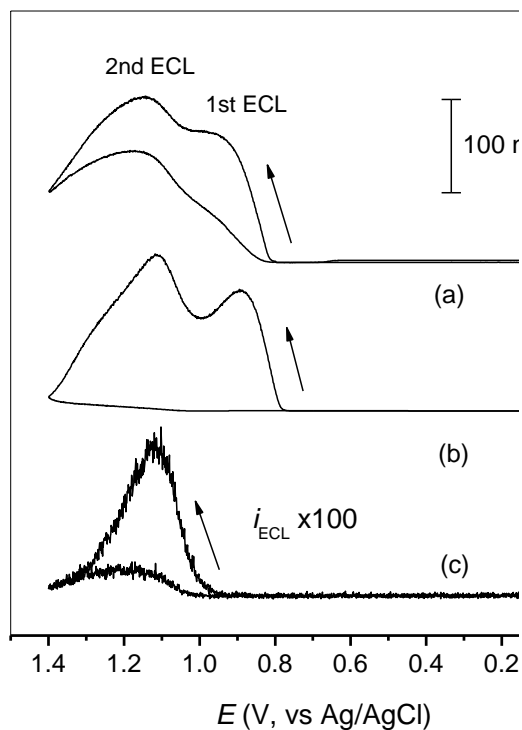 2nd ECL
1st ECL
100
(a)
(b)
i_ECL x100
(c)
1.4 1.2 1.0 0.8 0.6 0.4 0.2
E (V, vs Ag/AgCl)